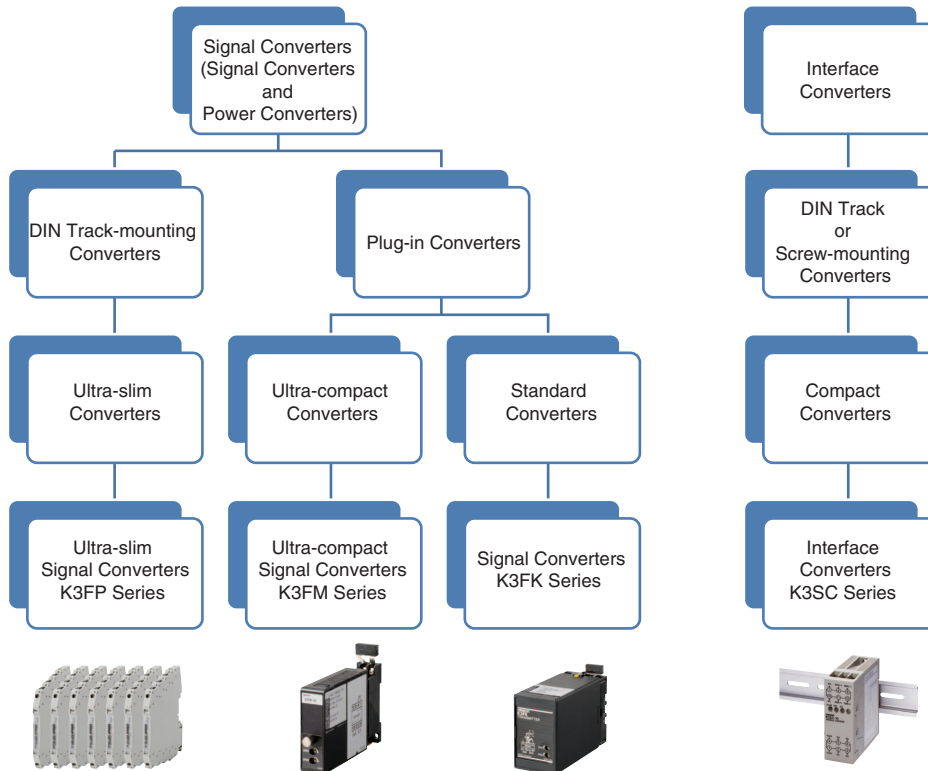 Signal Converters
(Signal Converters
and
Power Converters)
Interface
Converters
DIN Track-mounting
Converters
Plug-in Converters
DIN Track
or
Screw-mounting
Converters
Ultra-slim
Converters
Ultra-compact
Converters
Standard
Converters
Compact
Converters
Ultra-slim
Signal Converters
K3FP Series
Ultra-compact
Signal Converters
K3FM Series
Signal Converters
K3FK Series
Interface
Converters
K3SC Series